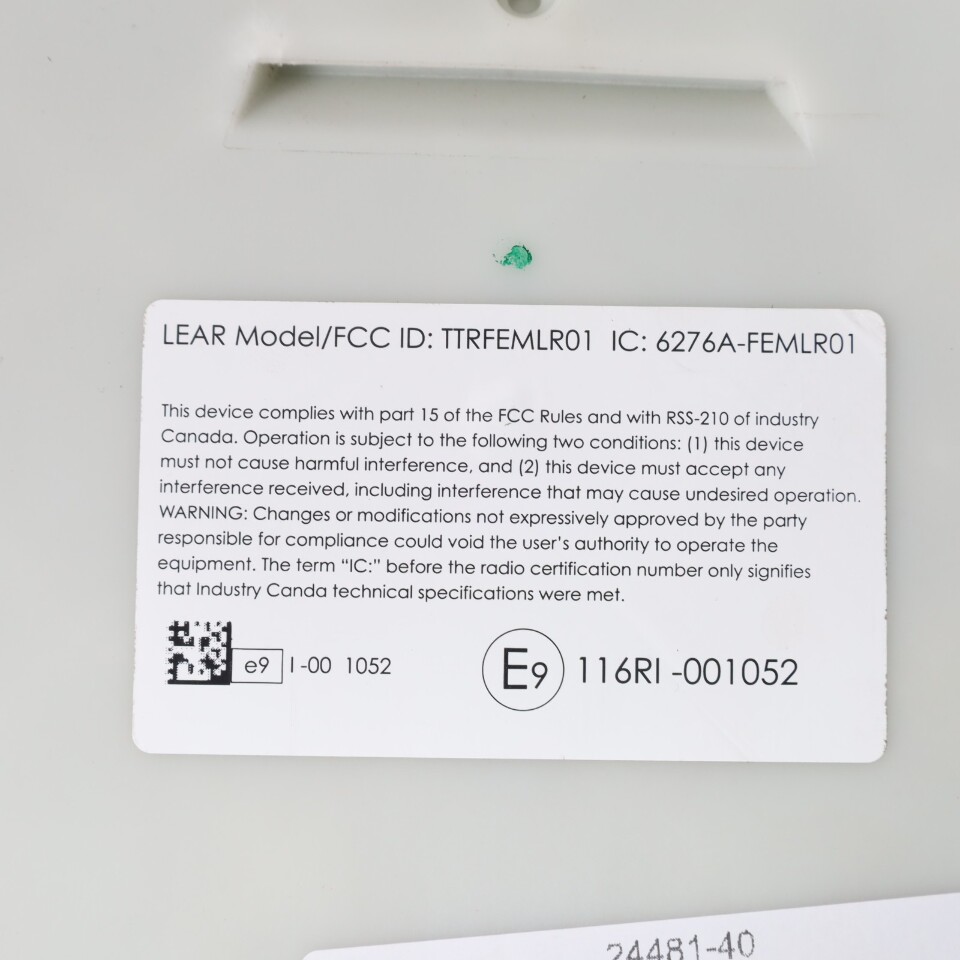 LEAR Model/FCC ID: TTRFEMLR01 IC: 6276A-FEMLR01
This device complies with part 15 of the FCC Rules and with RSS-210 of industry
Canada. Operation is subject to the following two conditions: (1) this device
must not cause harmful interference, and (2) this device must accept any
interference received, including interference that may cause undesired operation.
WARNING: Changes or modifications not expressively approved by the party
responsible for compliance could void the user's authority to operate the
equipment. The term "IC:" before the radio certification number only signifies
that Industry Canda technical specifications were met.
e9 I-00 1052
E9 116RI-001052
24481-40